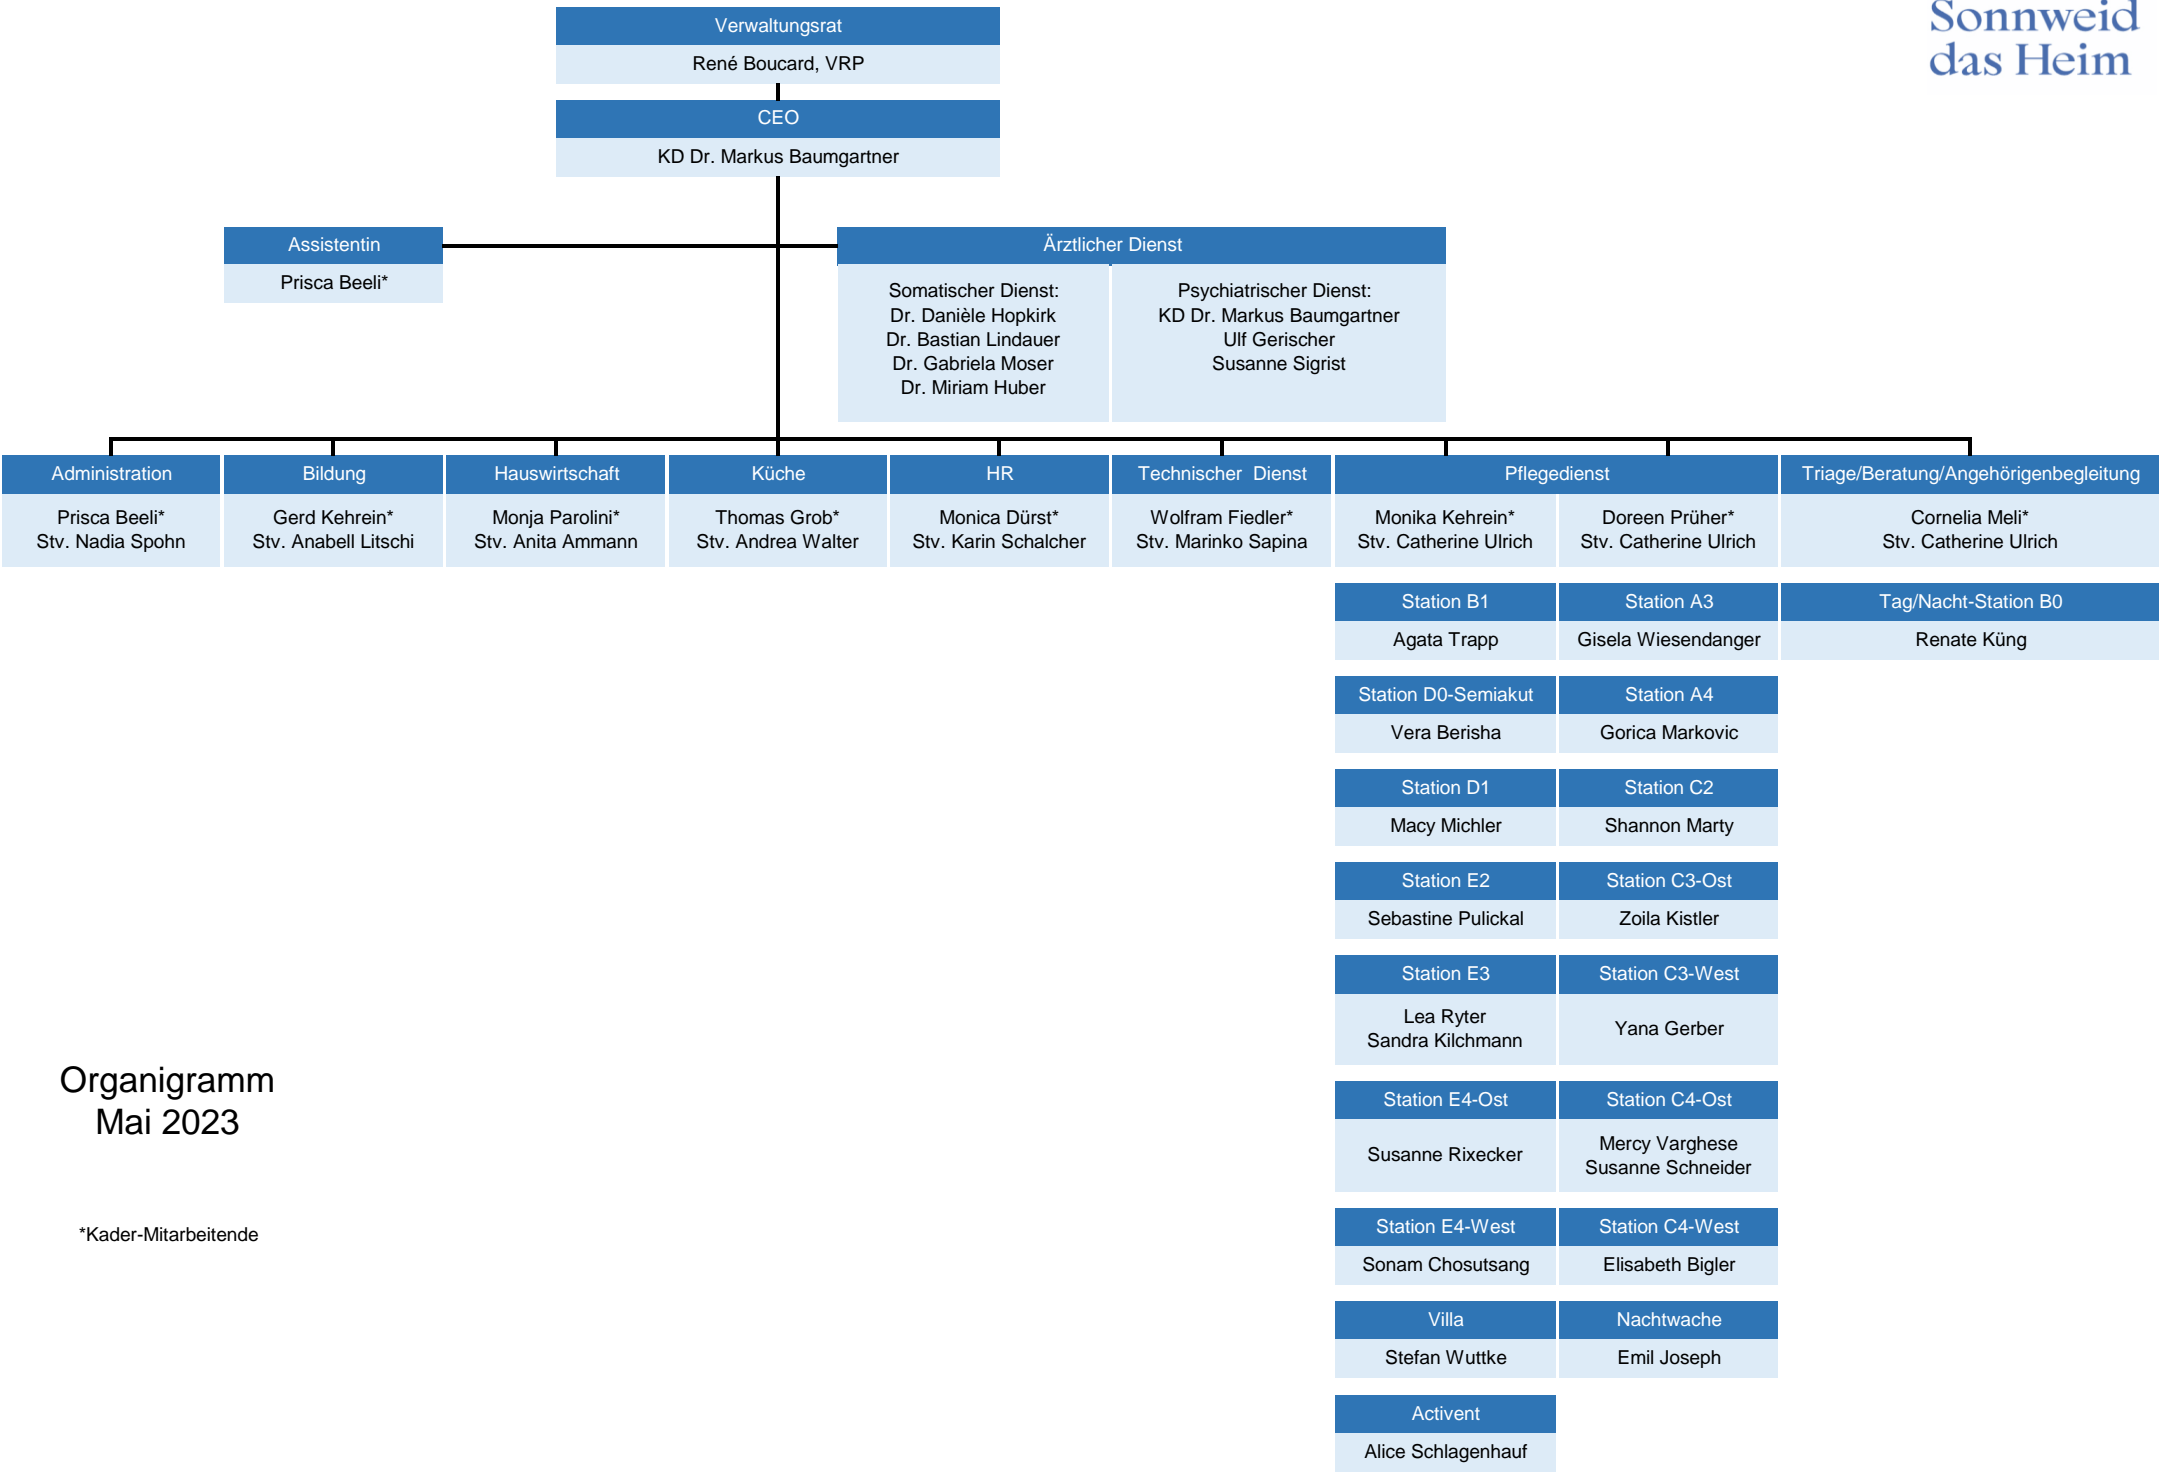 Sonnweid
das Heim
Verwaltungsrat
René Boucard, VRP
CEO
KD Dr. Markus Baumgartner
Assistentin
Prisca Beeli*
Ärztlicher Dienst
Somatischer Dienst:
Dr. Danièle Hopkirk
Dr. Bastian Lindauer
Dr. Gabriela Moser
Dr. Miriam Huber
Psychiatrischer Dienst:
KD Dr. Markus Baumgartner
Ulf Gerischer
Susanne Sigrist
Administration
Prisca Beeli*
Stv. Nadia Spohn
Bildung
Gerd Kehrein*
Stv. Anabell Litschi
Hauswirtschaft
Monja Parolini*
Stv. Anita Ammann
Küche
Thomas Grob*
Stv. Andrea Walter
HR
Monica Dürst*
Stv. Karin Schalcher
Technischer Dienst
Wolfram Fiedler*
Stv. Marinko Sapina
Pflegedienst
Monika Kehrein*
Stv. Catherine Ulrich
Doreen Prüher*
Stv. Catherine Ulrich
Triage/Beratung/Angehörigenbegleitung
Cornelia Meli*
Stv. Catherine Ulrich
Station B1
Agata Trapp
Station A3
Gisela Wiesendanger
Tag/Nacht-Station B0
Renate Küng
Station D0-Semiakut
Vera Berisha
Station A4
Gorica Markovic
Station D1
Macy Michler
Station C2
Shannon Marty
Station E2
Sebastine Pulickal
Station C3-Ost
Zoila Kistler
Station E3
Lea Ryter
Sandra Kilchmann
Station C3-West
Yana Gerber
Station E4-Ost
Susanne Rixecker
Station C4-Ost
Mercy Varghese
Susanne Schneider
Station E4-West
Sonam Chosutsang
Station C4-West
Elisabeth Bigler
Villa
Stefan Wuttke
Nachtwache
Emil Joseph
Activent
Alice Schlagenhauf
Organigramm
Mai 2023
*Kader-Mitarbeitende